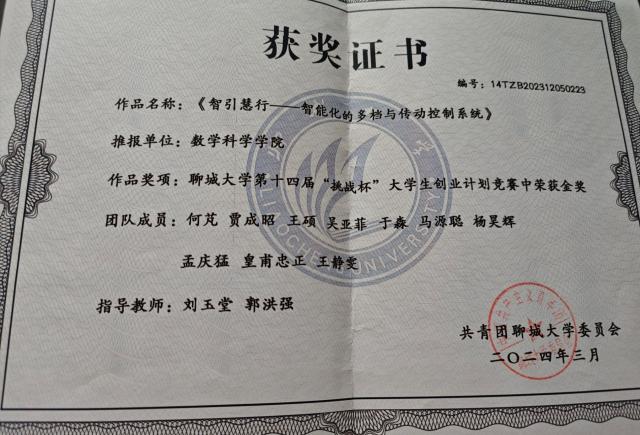 获奖证书
编号：14TZB202312050223
作品名称：《智引慧行——智能化的多档与传动控制系统》
推报单位：数学科学学院
作品奖项：聊城大学第十四届“挑战杯”大学生创业计划竞赛中荣获金奖
团队成员：何芃 贾成昭 王硕 吴亚菲 于淼 马源聪 杨昊辉
孟庆猛 皇甫忠正 王静雯
指导教师：刘玉堂 郭洪强
共青团聊城大学委员会
二〇二四年三月
LIAOCHENG UNIVERSITY